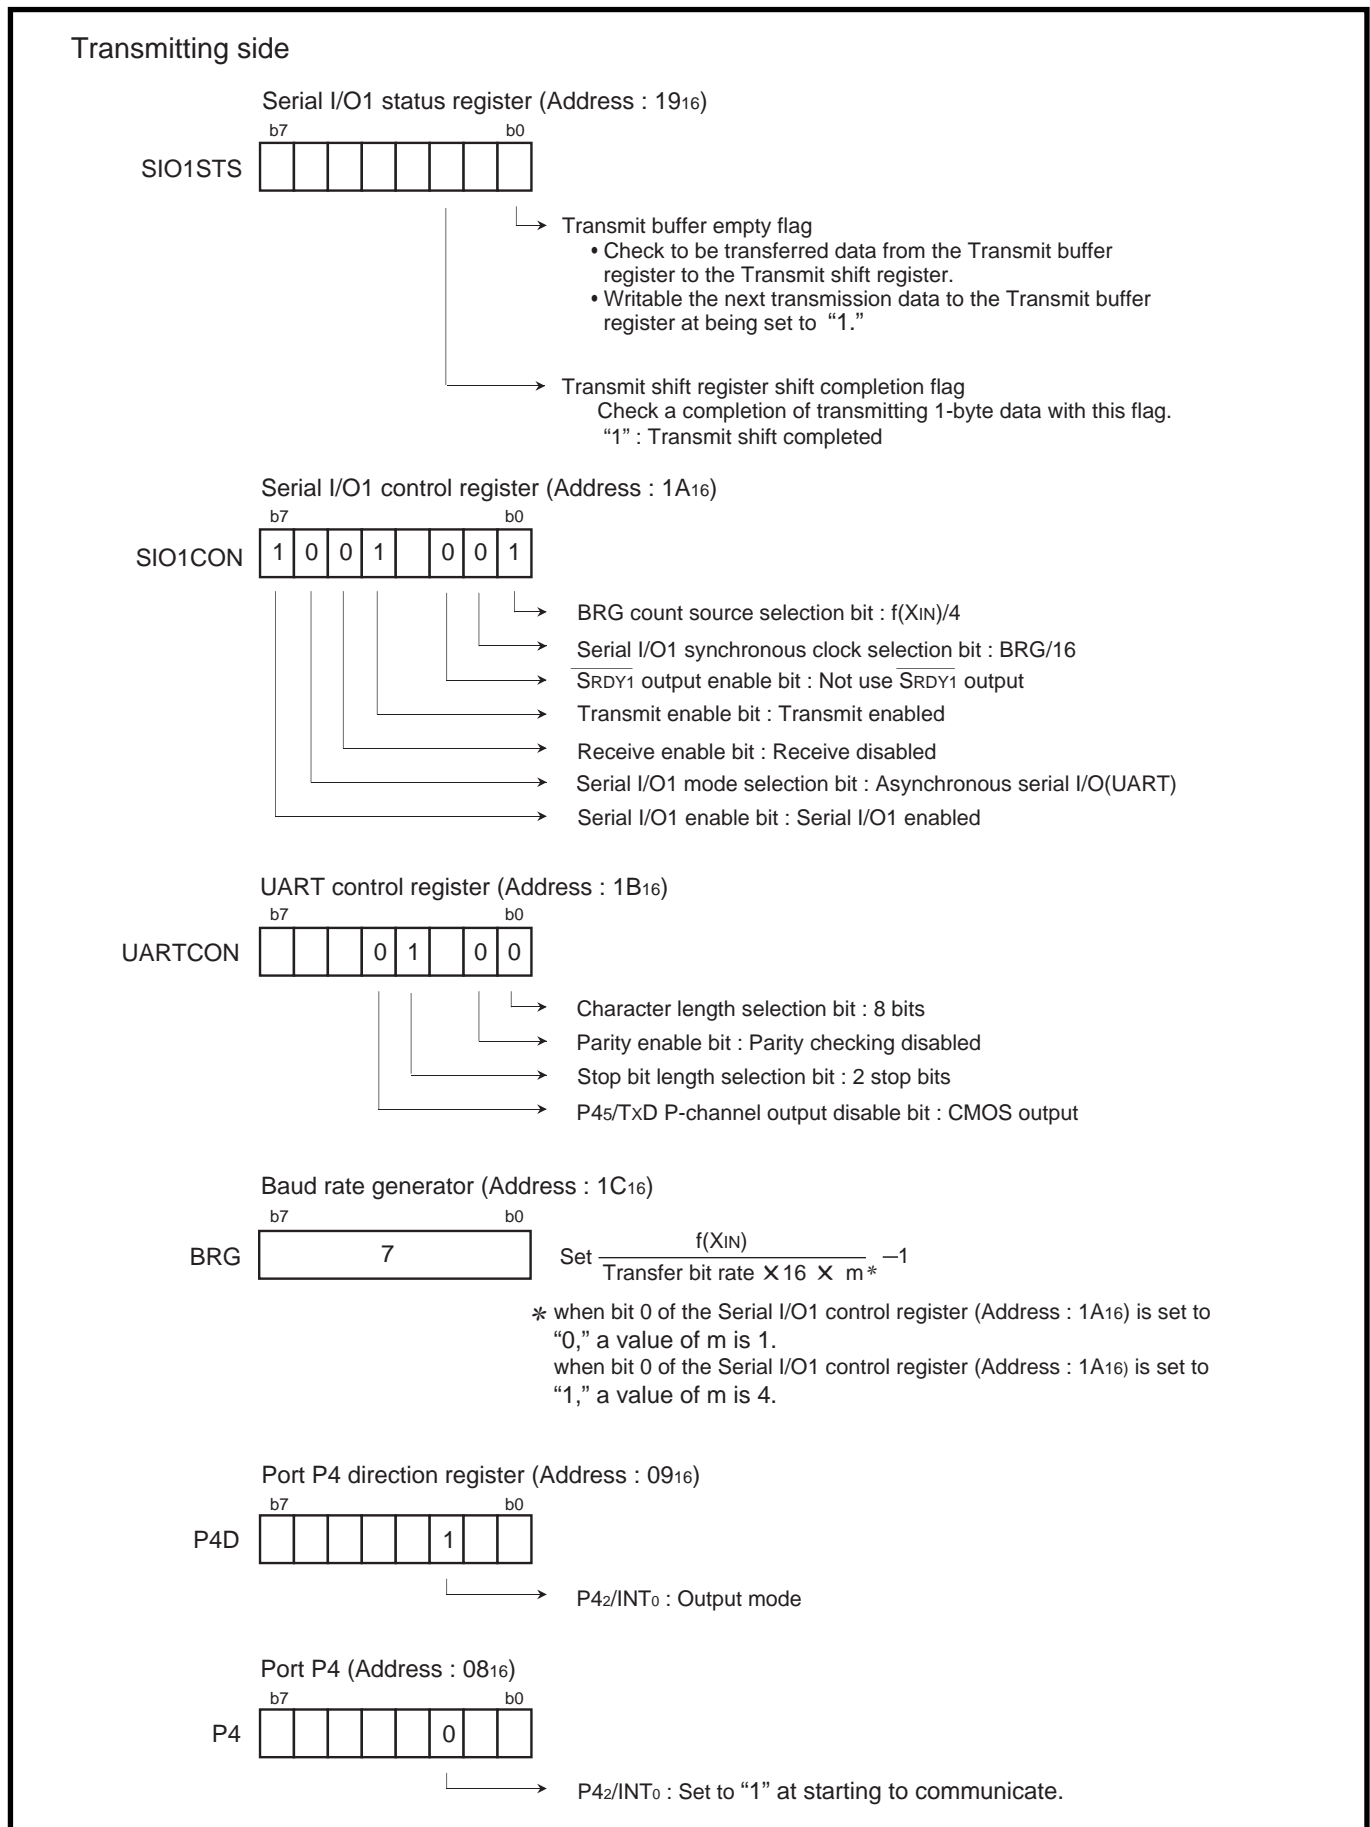 Transmitting side
Serial I/O1 status register (Address : 1916)
b7 b0
SIO1STS
Transmit buffer empty flag
• Check to be transferred data from the Transmit buffer
register to the Transmit shift register.
• Writable the next transmission data to the Transmit buffer
register at being set to “1.”
Transmit shift register shift completion flag
Check a completion of transmitting 1-byte data with this flag.
“1” : Transmit shift completed
Serial I/O1 control register (Address : 1A16)
b7 b0
SIO1CON 1 0 0 1 0 0 1
BRG count source selection bit : f(XIN)/4
Serial I/O1 synchronous clock selection bit : BRG/16
SRDY1 output enable bit : Not use SRDY1 output
Transmit enable bit : Transmit enabled
Receive enable bit : Receive disabled
Serial I/O1 mode selection bit : Asynchronous serial I/O(UART)
Serial I/O1 enable bit : Serial I/O1 enabled
UART control register (Address : 1B16)
b7 b0
UARTCON 0 1 0 0
Character length selection bit : 8 bits
Parity enable bit : Parity checking disabled
Stop bit length selection bit : 2 stop bits
P45/TXD P-channel output disable bit : CMOS output
Baud rate generator (Address : 1C16)
b7 b0
BRG 7
f(XIN)
Set –1
Transfer bit rate ✕ 16 ✕ m*
* when bit 0 of the Serial I/O1 control register (Address : 1A16) is set to
“0,” a value of m is 1.
when bit 0 of the Serial I/O1 control register (Address : 1A16) is set to
“1,” a value of m is 4.
Port P4 direction register (Address : 0916)
b7 b0
P4D 1
P42/INT0 : Output mode
Port P4 (Address : 0816)
b7 b0
P4 0
P42/INT0 : Set to “1” at starting to communicate.